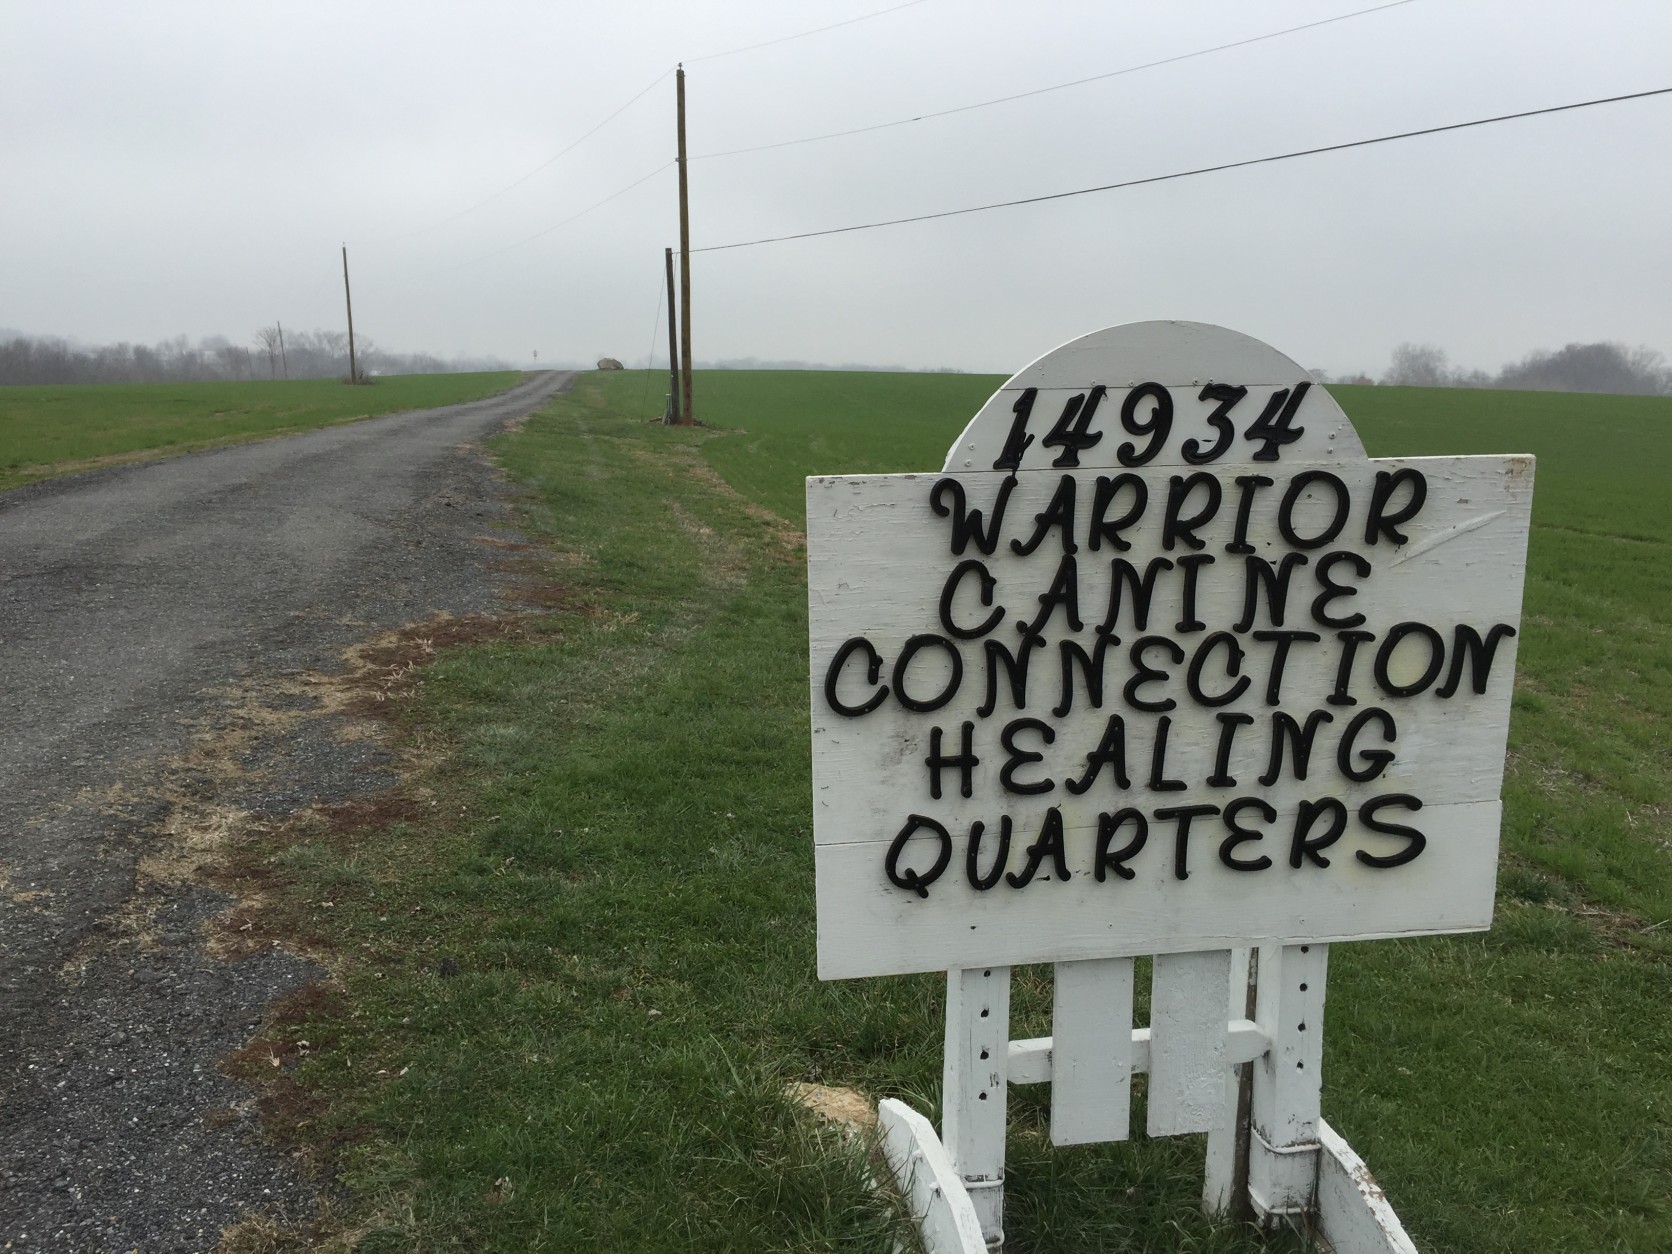 14934
WARRIOR
CANINE
CONNECTION
HEALING
QUARTERS